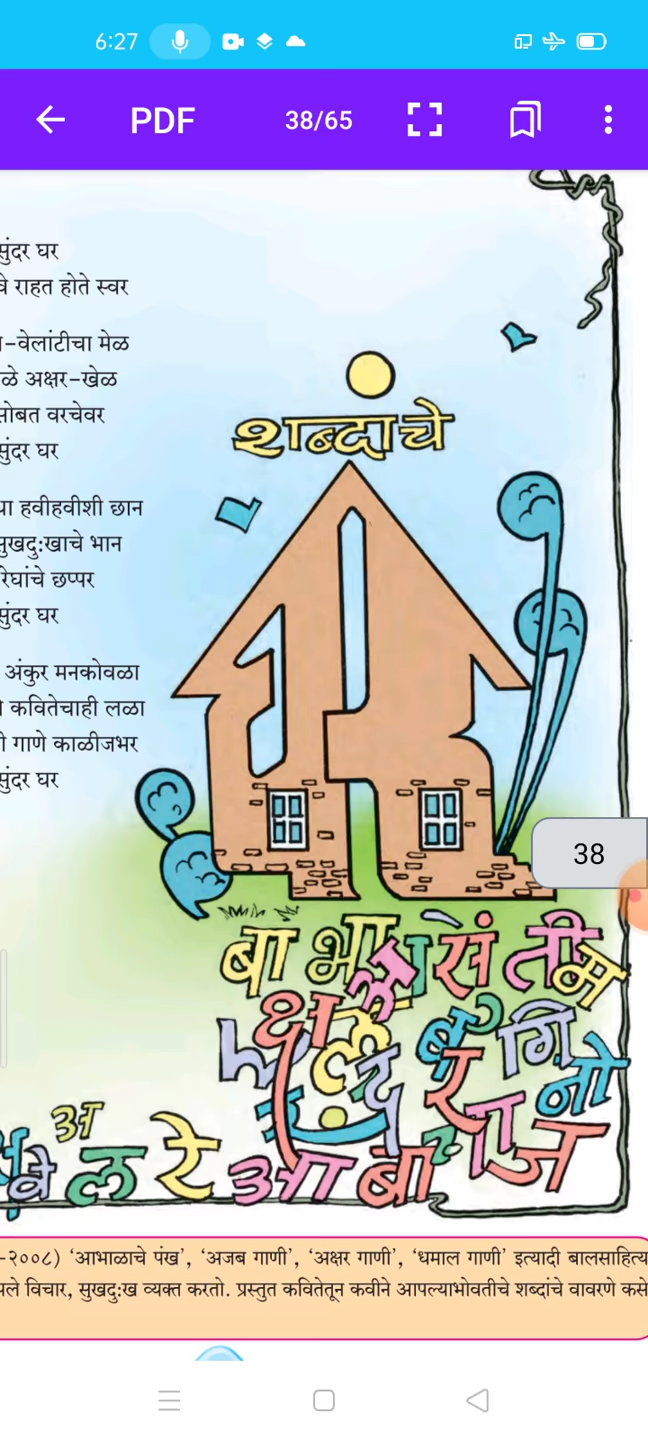 6:27
PDF 38/65
सुंदर घर
राहत होते स्वर
-वेलांटीचा मेळ
ळे अक्षर-खेळ
सोबत वरचेवर
सुंदर घर
हवीहवीशी छान
सुखदुःखाचे भान
रेघांचे छप्पर
सुंदर घर
अंकुर मनकोवळा
कवितेचाही लळा
गाणे काळीजभर
सुंदर घर
शब्दांचे
घर
38
बा भा से ती म
क्ष ळ ब गि
द र नो
अ
वे ल रे आ बा ज
-२००८) ‘आभाळाचे पंख’, ‘अजब गाणी’, ‘अक्षर गाणी’, ‘धमाल गाणी’ इत्यादी बालसाहित्य
पले विचार, सुखदुःख व्यक्त करतो. प्रस्तुत कवितेतून कवीने आपल्याभोवतीचे शब्दांचे वावरणे कसे